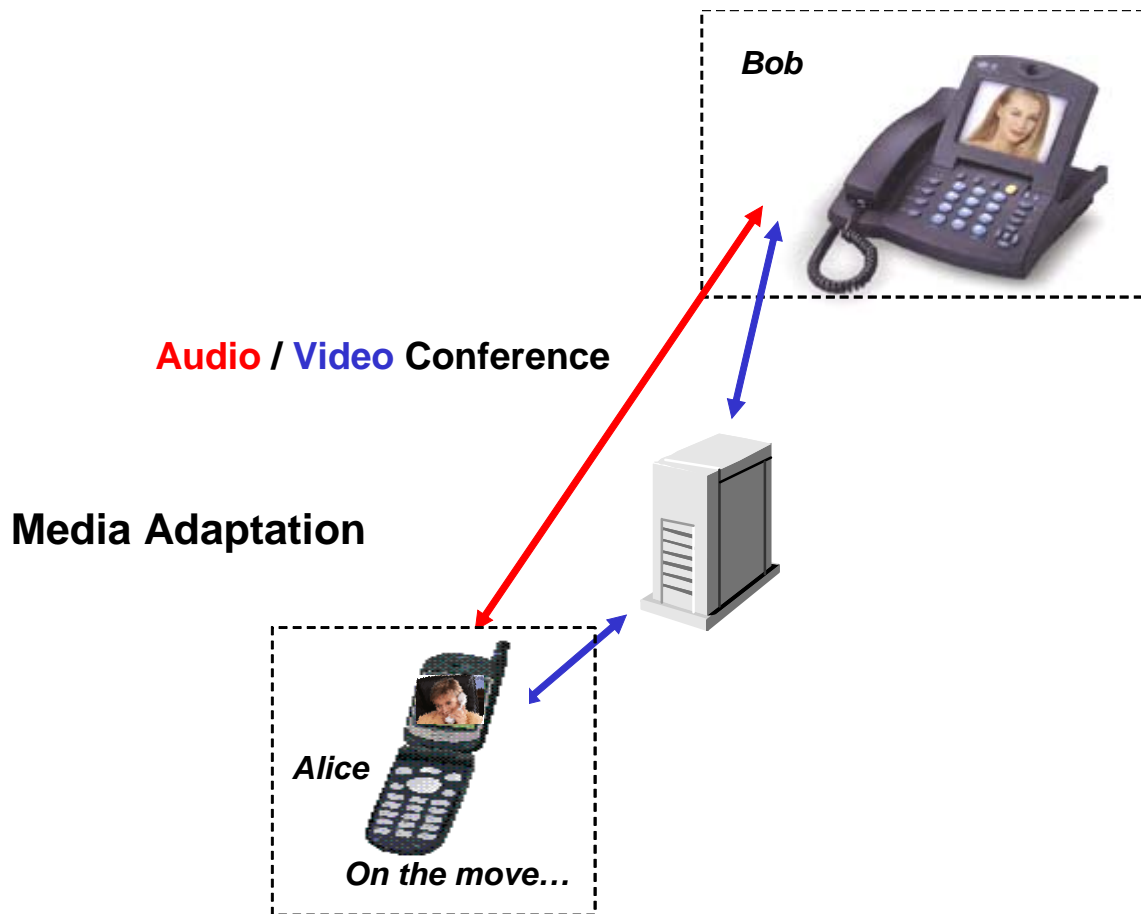 Bob
Audio / Video Conference
Media Adaptation
Alice
On the move…